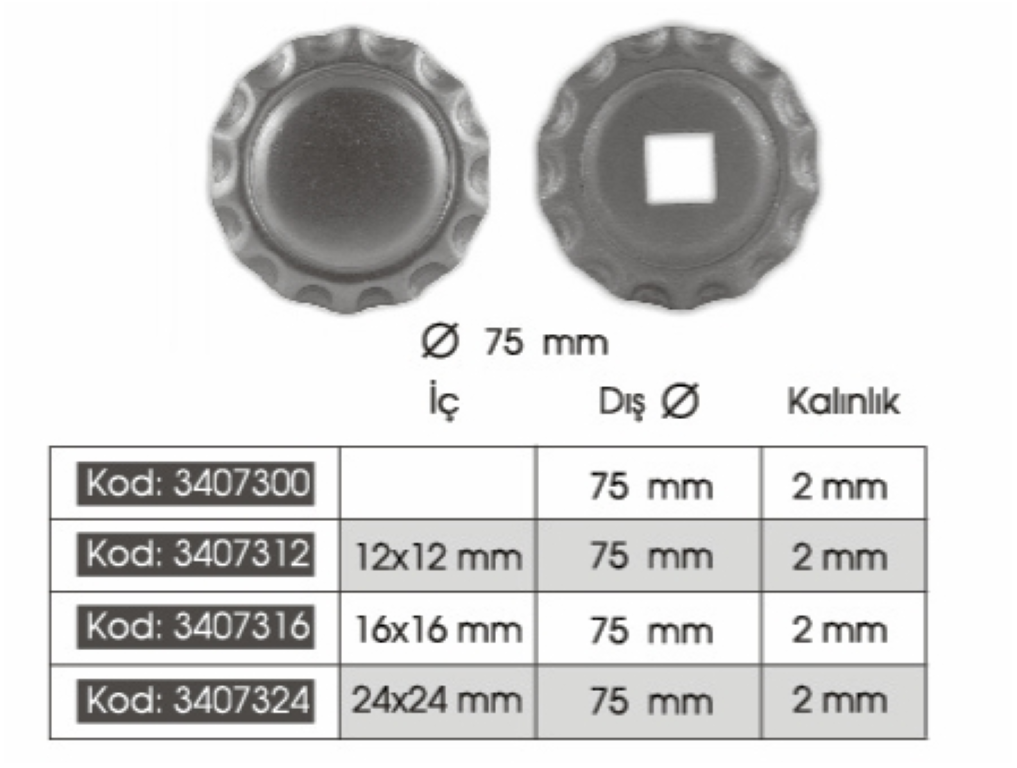 Ø 75 mm
İç Dış Ø Kalınlık
Kod: 3407300 75 mm 2 mm
Kod: 3407312 12x12 mm 75 mm 2 mm
Kod: 3407316 16x16 mm 75 mm 2 mm
Kod: 3407324 24x24 mm 75 mm 2 mm